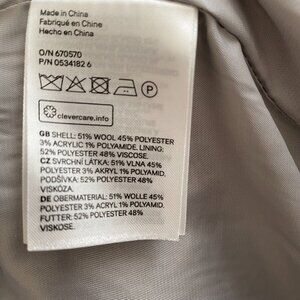 Made in China
Fabriqué en Chine
Hecho en China
O/N 670570
P/N 0534182 6
P
clevercare.info
GB SHELL: 51% WOOL 45% POLYESTER
3% ACRYLIC 1% POLYAMIDE. LINING:
52% POLYESTER 48% VISCOSE.
CZ SVRCHNÍ LÁTKA: 51% VLNA 45%
POLYESTER 3% AKRYL 1% POLYAMID.
PODŠÍVKA: 52% POLYESTER 48%
VISKÓZA.
DE OBERMATERIAL: 51% WOLLE 45%
POLYESTER 3% ACRYL 1% POLYAMID.
FUTTER: 52% POLYESTER 48%
VISKOSE.